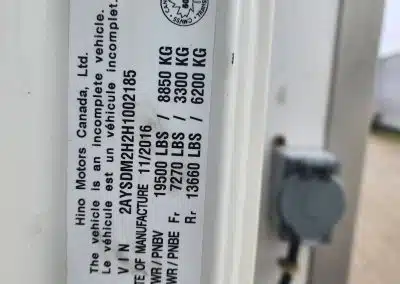 Hino Motors Canada, Ltd.
The vehicle is an incomplete vehicle.
Le véhicule est un véhicule incomplet.
V I N 2AYSDM2H2H1002185
TE OF MANUFACTURE 11/2016
WR / PNBV 19500 LBS / 8850 KG
WR / PNBE Fr 7270 LBS / 3300 KG
Rr 13660 LBS / 6200 KG